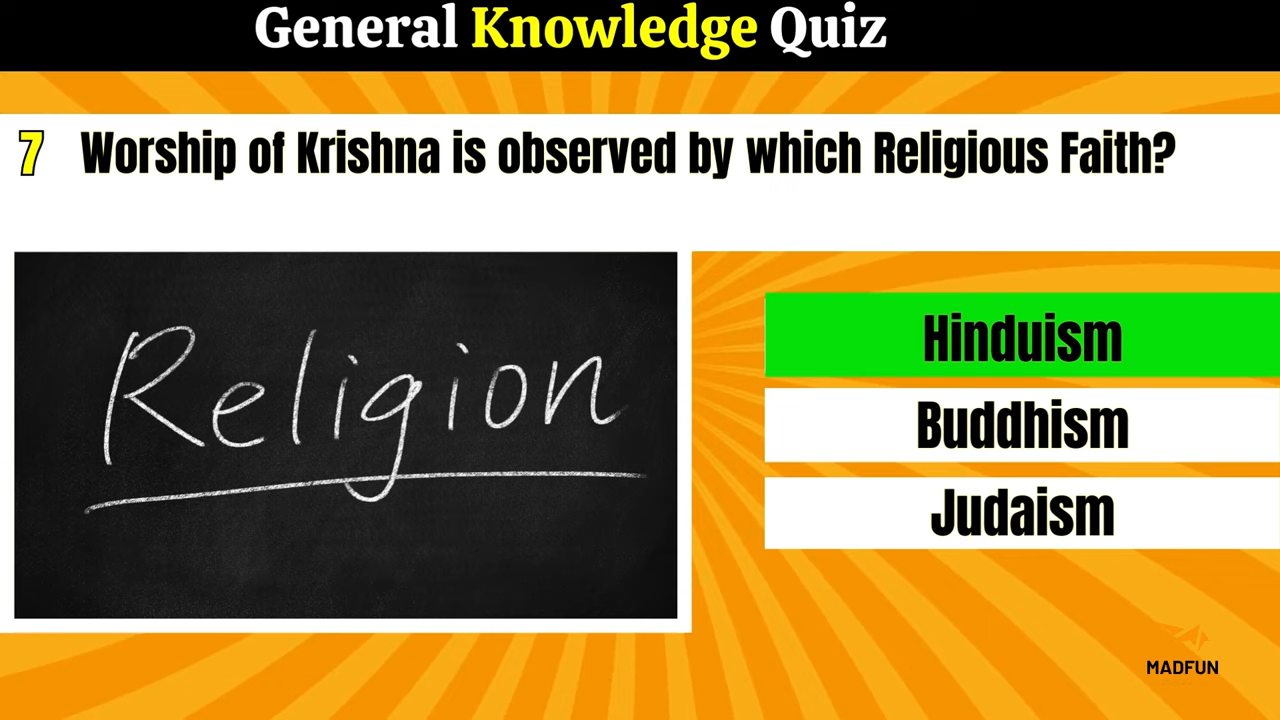 General Knowledge Quiz
7 Worship of Krishna is observed by which Religious Faith?
Religion
Hinduism
Buddhism
Judaism
MADFUN